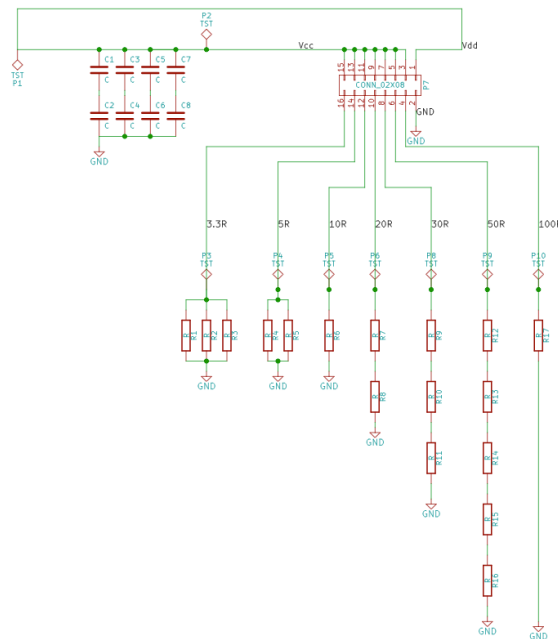 P2
TST
TST
P1
Vcc
Vdd
C1 C3 C5 C7
C C C C
C2 C4 C6 C8
C C C C
GND
15 13 11 9 7 5 3 1
CONN_02X08
P7
16 14 12 10 8 6 4 2
GND
GND
3.3R 5R 10R 20R 30R 50R 100R
P3 P4 P5 P6 P8 P9 P10
TST TST TST TST TST TST TST
R R1 R R2 R R3 R R4 R R5 R R6 R R7 R R9 R R12 R R17
GND GND GND
R R8 R R10 R R13
GND
R R11 R R14
GND
R R15
R R16
GND GND